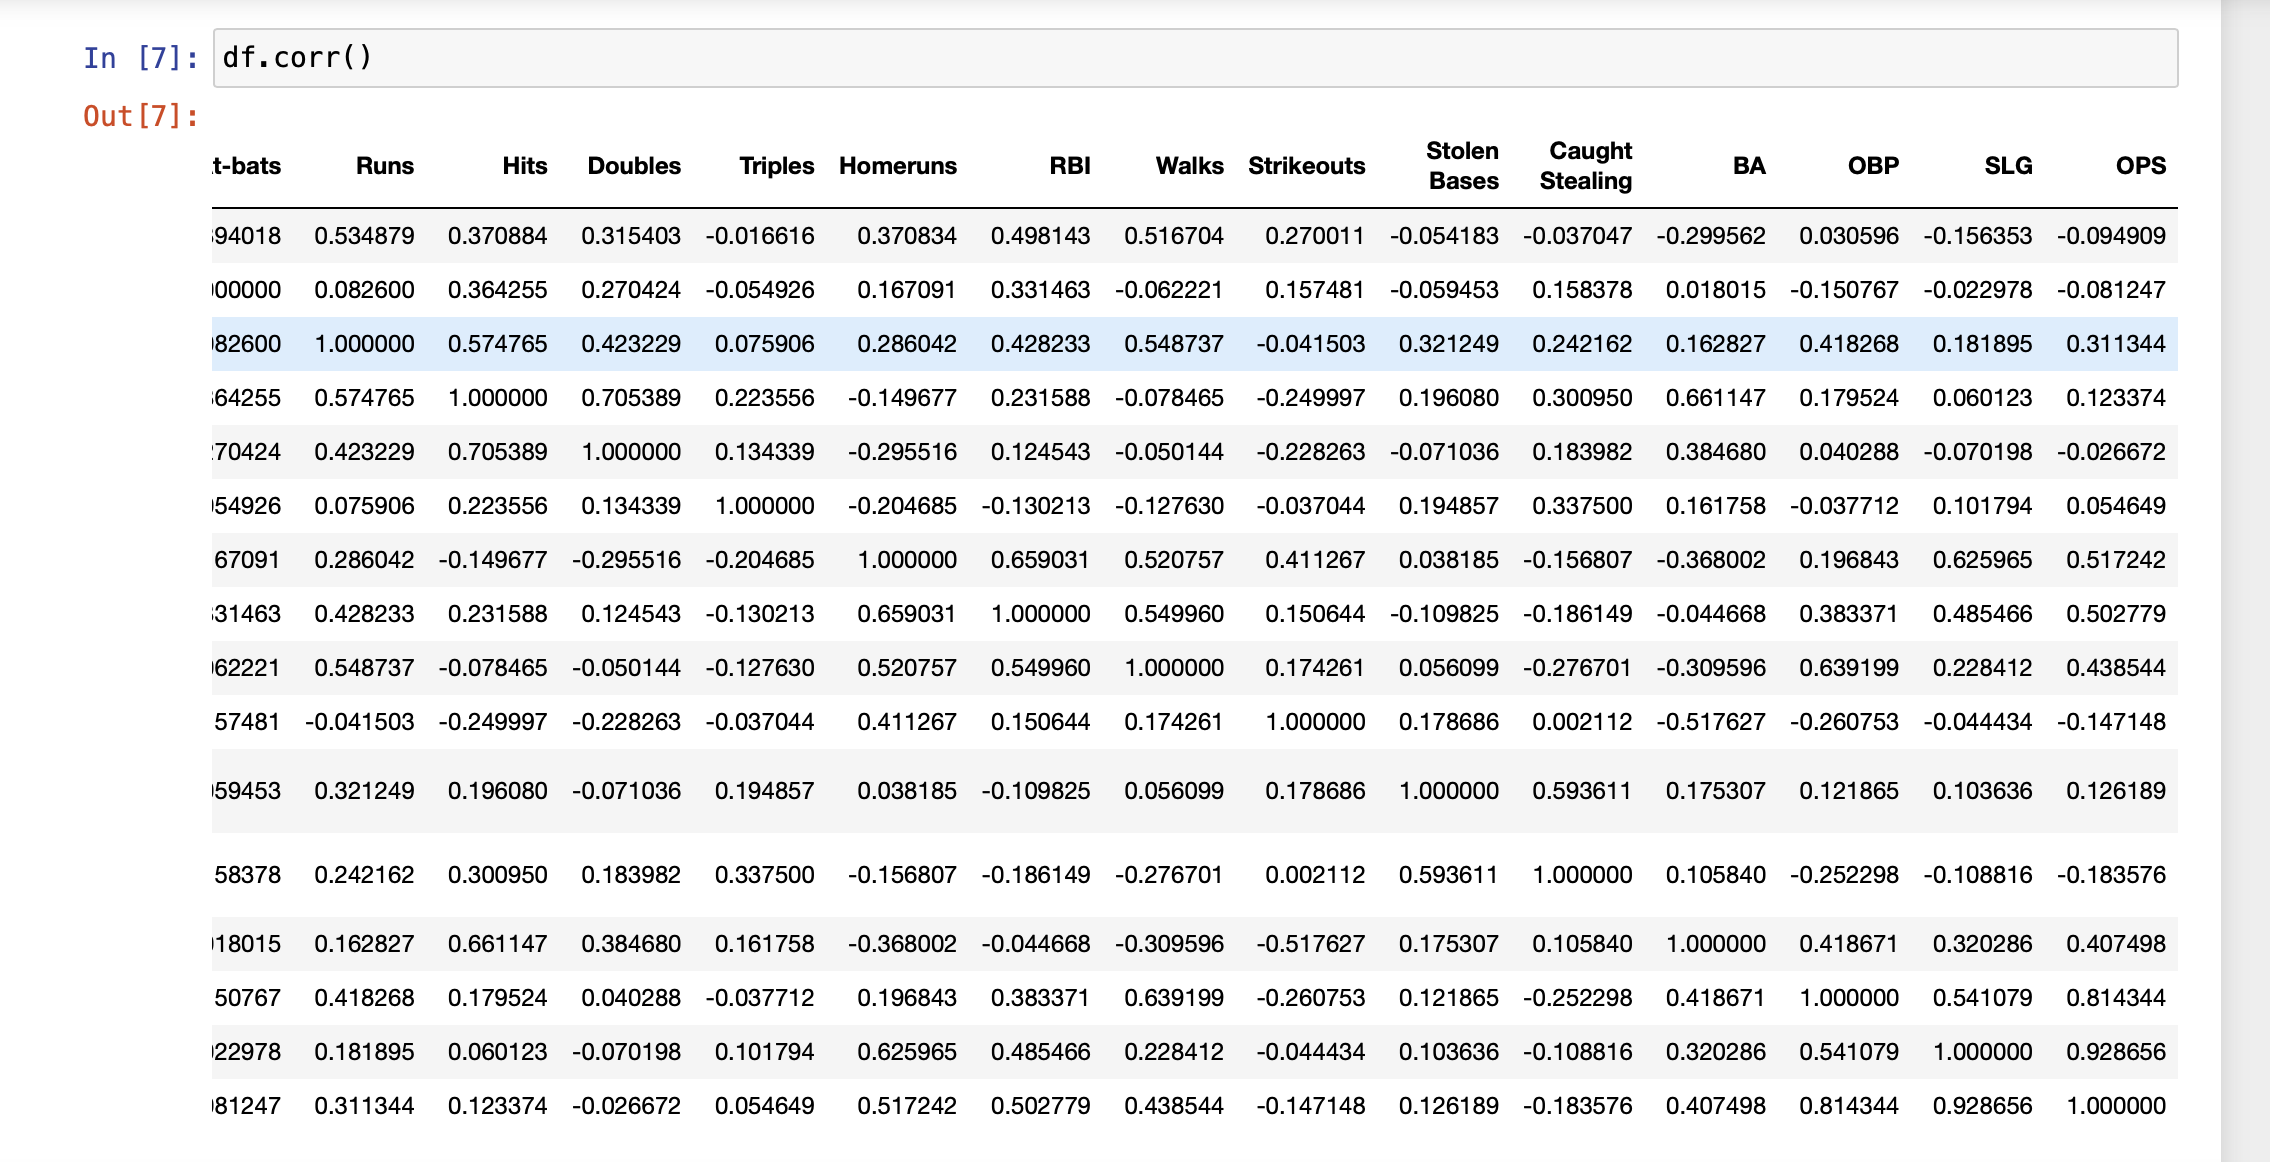 In [7]: df.corr()
Out[7]:
t-bats Runs Hits Doubles Triples Homeruns RBI Walks Strikeouts Stolen Bases Caught Stealing BA OBP SLG OPS
94018 0.534879 0.370884 0.315403 -0.016616 0.370834 0.498143 0.516704 0.270011 -0.054183 -0.037047 -0.299562 0.030596 -0.156353 -0.094909
00000 0.082600 0.364255 0.270424 -0.054926 0.167091 0.331463 -0.062221 0.157481 -0.059453 0.158378 0.018015 -0.150767 -0.022978 -0.081247
82600 1.000000 0.574765 0.423229 0.075906 0.286042 0.428233 0.548737 -0.041503 0.321249 0.242162 0.162827 0.418268 0.181895 0.311344
64255 0.574765 1.000000 0.705389 0.223556 -0.149677 0.231588 -0.078465 -0.249997 0.196080 0.300950 0.661147 0.179524 0.060123 0.123374
70424 0.423229 0.705389 1.000000 0.134339 -0.295516 0.124543 -0.050144 -0.228263 -0.071036 0.183982 0.384680 0.040288 -0.070198 -0.026672
54926 0.075906 0.223556 0.134339 1.000000 -0.204685 -0.130213 -0.127630 -0.037044 0.194857 0.337500 0.161758 -0.037712 0.101794 0.054649
67091 0.286042 -0.149677 -0.295516 -0.204685 1.000000 0.659031 0.520757 0.411267 0.038185 -0.156807 -0.368002 0.196843 0.625965 0.517242
31463 0.428233 0.231588 0.124543 -0.130213 0.659031 1.000000 0.549960 0.150644 -0.109825 -0.186149 -0.044668 0.383371 0.485466 0.502779
62221 0.548737 -0.078465 -0.050144 -0.127630 0.520757 0.549960 1.000000 0.174261 0.056099 -0.276701 -0.309596 0.639199 0.228412 0.438544
57481 -0.041503 -0.249997 -0.228263 -0.037044 0.411267 0.150644 0.174261 1.000000 0.178686 0.002112 -0.517627 -0.260753 -0.044434 -0.147148
59453 0.321249 0.196080 -0.071036 0.194857 0.038185 -0.109825 0.056099 0.178686 1.000000 0.593611 0.175307 0.121865 0.103636 0.126189
58378 0.242162 0.300950 0.183982 0.337500 -0.156807 -0.186149 -0.276701 0.002112 0.593611 1.000000 0.105840 -0.252298 -0.108816 -0.183576
18015 0.162827 0.661147 0.384680 0.161758 -0.368002 -0.044668 -0.309596 -0.517627 0.175307 0.105840 1.000000 0.418671 0.320286 0.407498
50767 0.418268 0.179524 0.040288 -0.037712 0.196843 0.383371 0.639199 -0.260753 0.121865 -0.252298 0.418671 1.000000 0.541079 0.814344
22978 0.181895 0.060123 -0.070198 0.101794 0.625965 0.485466 0.228412 -0.044434 0.103636 -0.108816 0.320286 0.541079 1.000000 0.928656
81247 0.311344 0.123374 -0.026672 0.054649 0.517242 0.502779 0.438544 -0.147148 0.126189 -0.183576 0.407498 0.814344 0.928656 1.000000